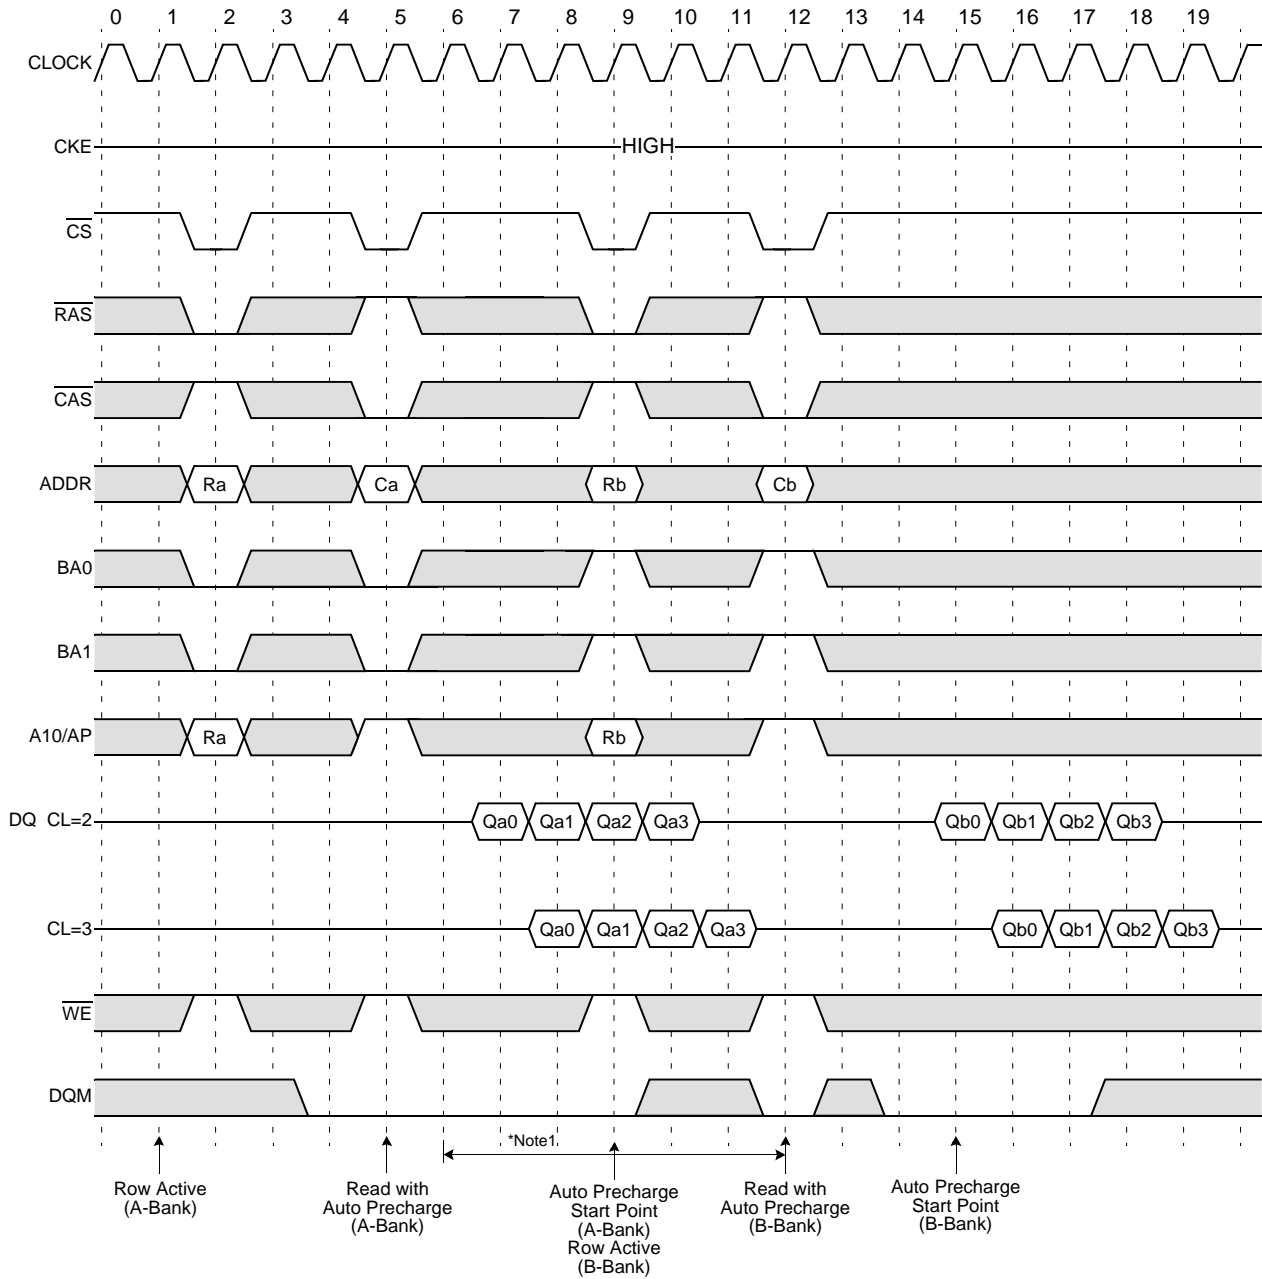 0 1 2 3 4 5 6 7 8 9 10 11 12 13 14 15 16 17 18 19
CLOCK
CKE HIGH
CS
RAS
CAS
ADDR Ra Ca Rb Cb
BA0
BA1
A10/AP Ra Rb
DQ CL=2 Qa0 Qa1 Qa2 Qa3 Qb0 Qb1 Qb2 Qb3
CL=3 Qa0 Qa1 Qa2 Qa3 Qb0 Qb1 Qb2 Qb3
WE
DQM
*Note1
Row Active
(A-Bank)
Read with
Auto Precharge
(A-Bank)
Auto Precharge
Start Point
(A-Bank)
Row Active
(B-Bank)
Read with
Auto Precharge
(B-Bank)
Auto Precharge
Start Point
(B-Bank)